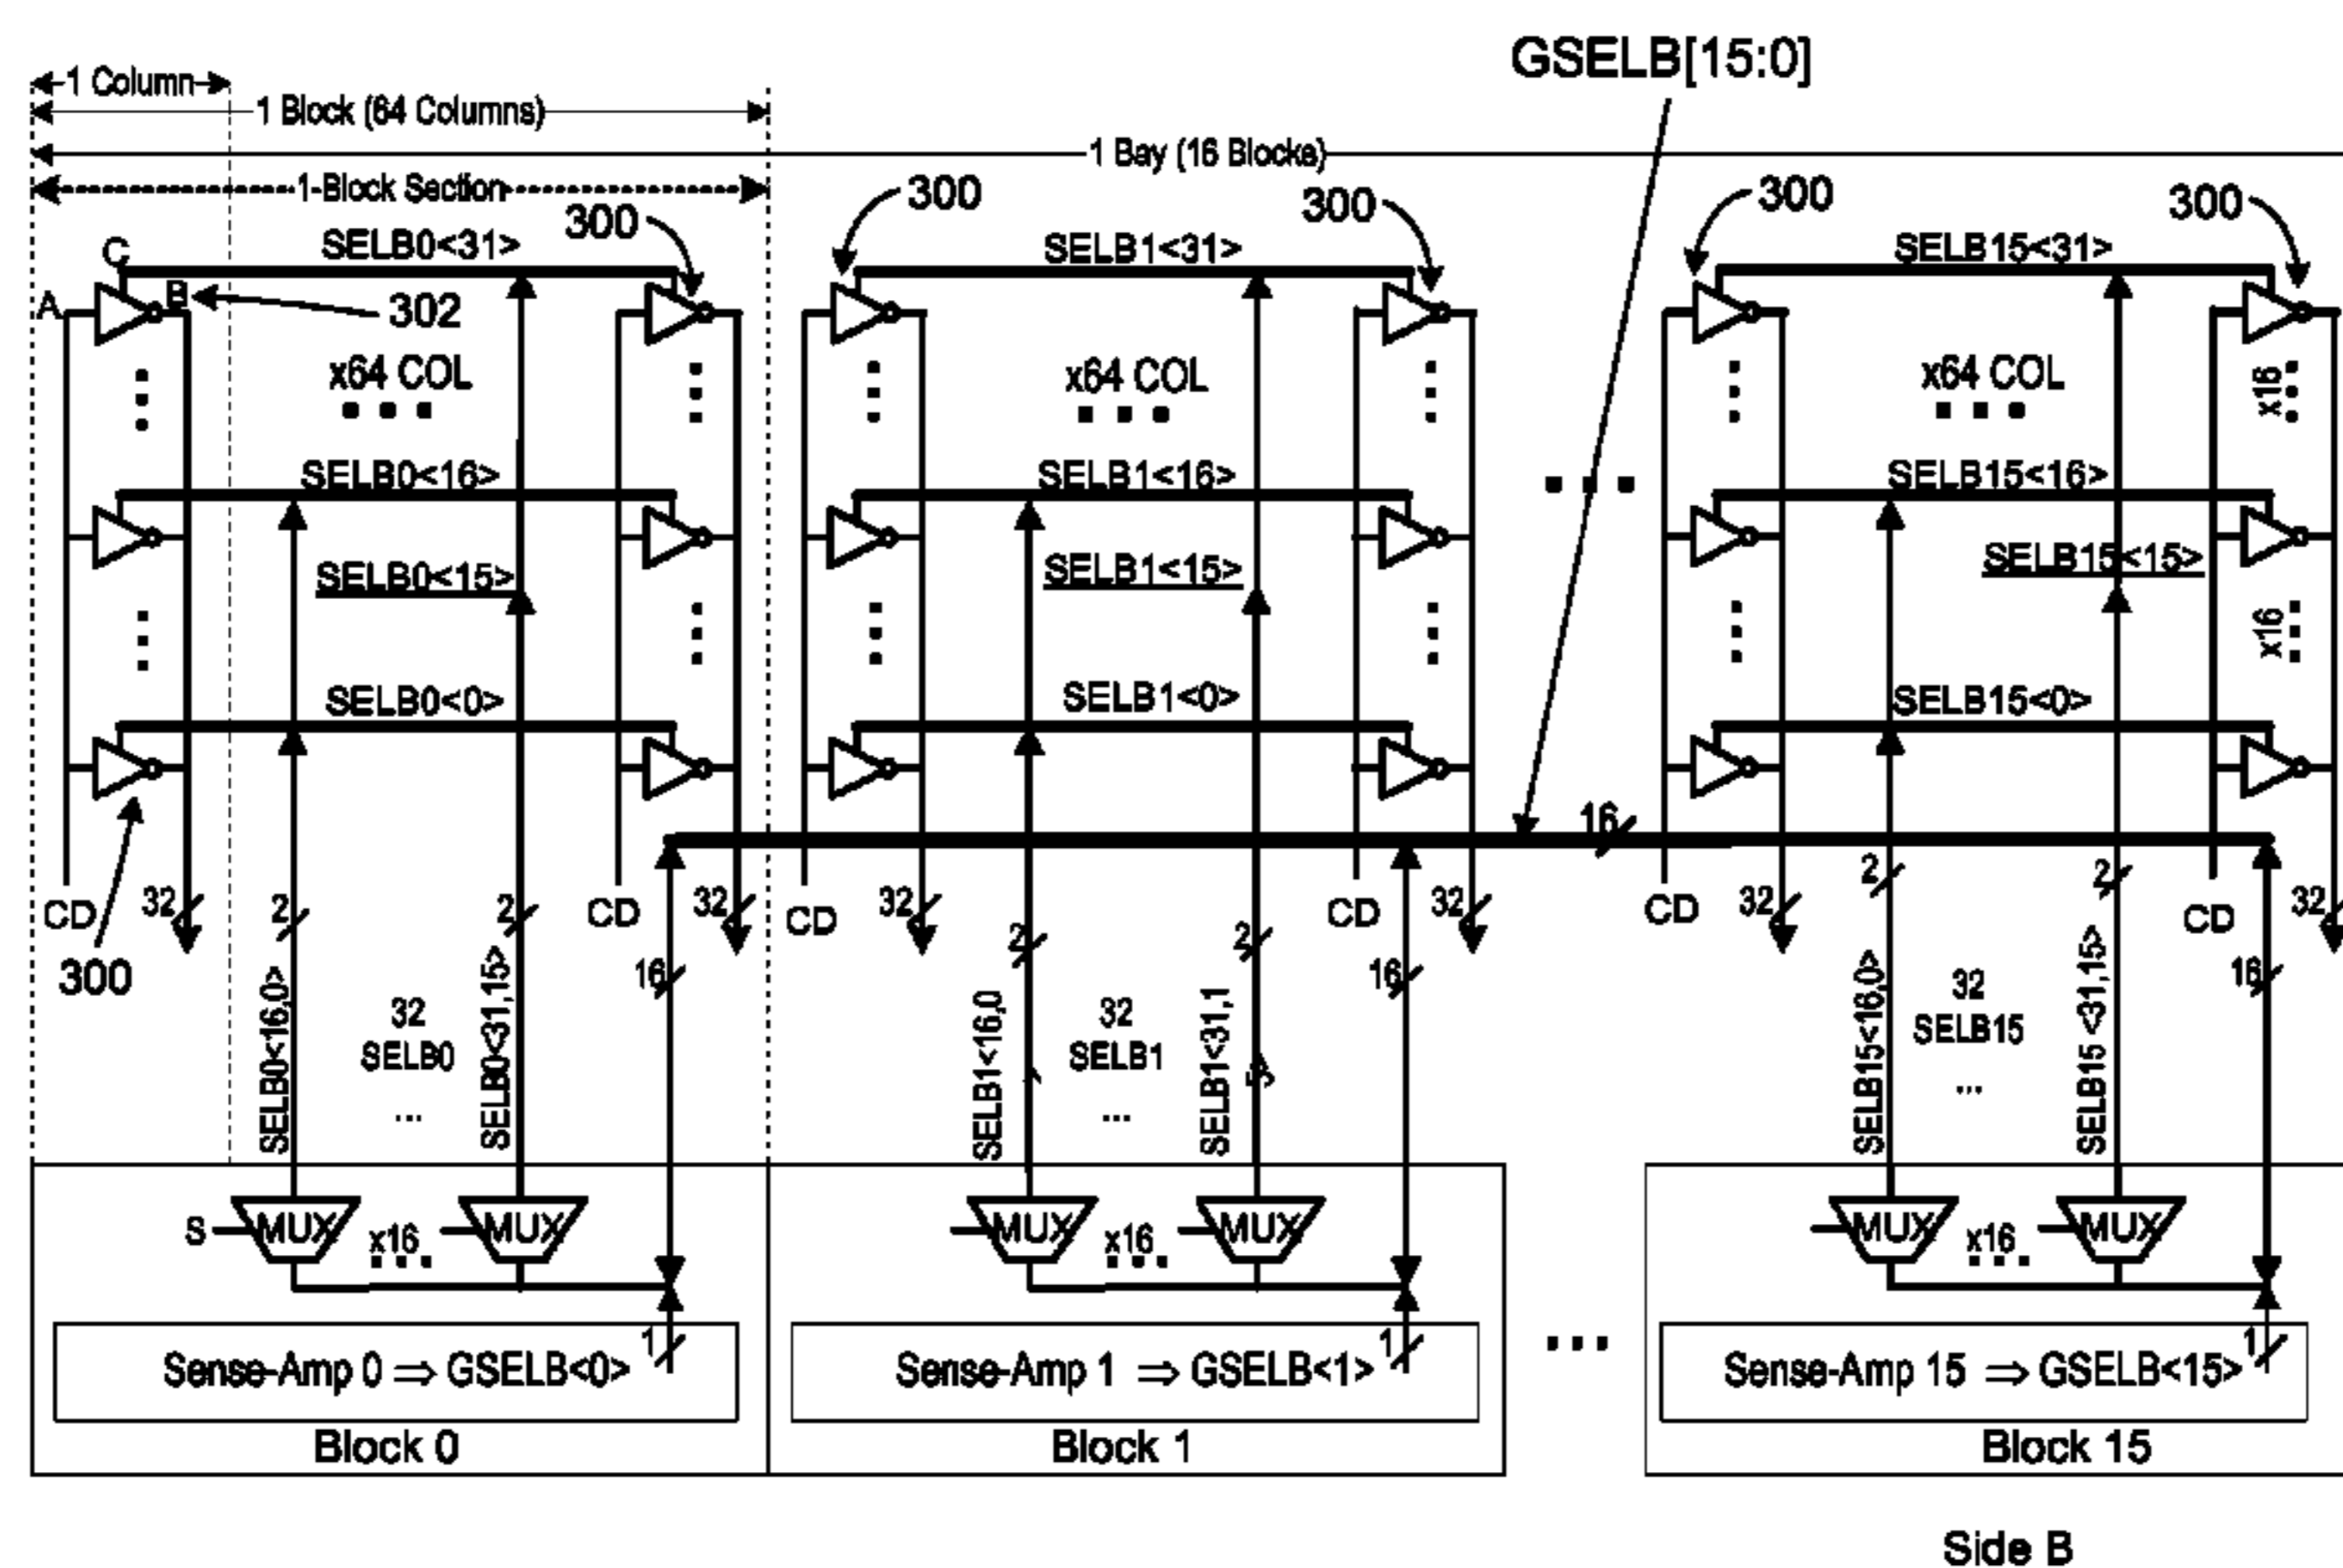 GSELB[15:0]
1 Column
1 Block (64 Columns)
1 Bay (16 Blocks)
1-Block Section
300
300
300
300
300
C
SELB0<31>
SELB1<31>
SELB15<31>
A
B
302
x64 COL
x64 COL
x64 COL
x16
SELB0<16>
SELB1<16>
SELB15<16>
SELB0<15>
SELB1<15>
SELB15<15>
x16
SELB0<0>
SELB1<0>
SELB15<0>
16
CD
32
2
2
CD
32
CD
32
2
2
CD
32
CD
32
2
2
CD
32
300
16
16
16
SELB0<16,0>
32
SELB0
...
SELB0<31,15>
SELB1<16,0
>
32
SELB1
...
SELB1<31,1
5>
SELB15<16,0>
32
SELB15
...
SELB15 <31,15>
S
MUX
x16
MUX
MUX
x16
MUX
MUX
x16
MUX
Sense-Amp 0 ⇒ GSELB<0>
1
Sense-Amp 1 ⇒ GSELB<1>
1
Sense-Amp 15 ⇒ GSELB<15>
1
Block 0
Block 1
Block 15
Side B